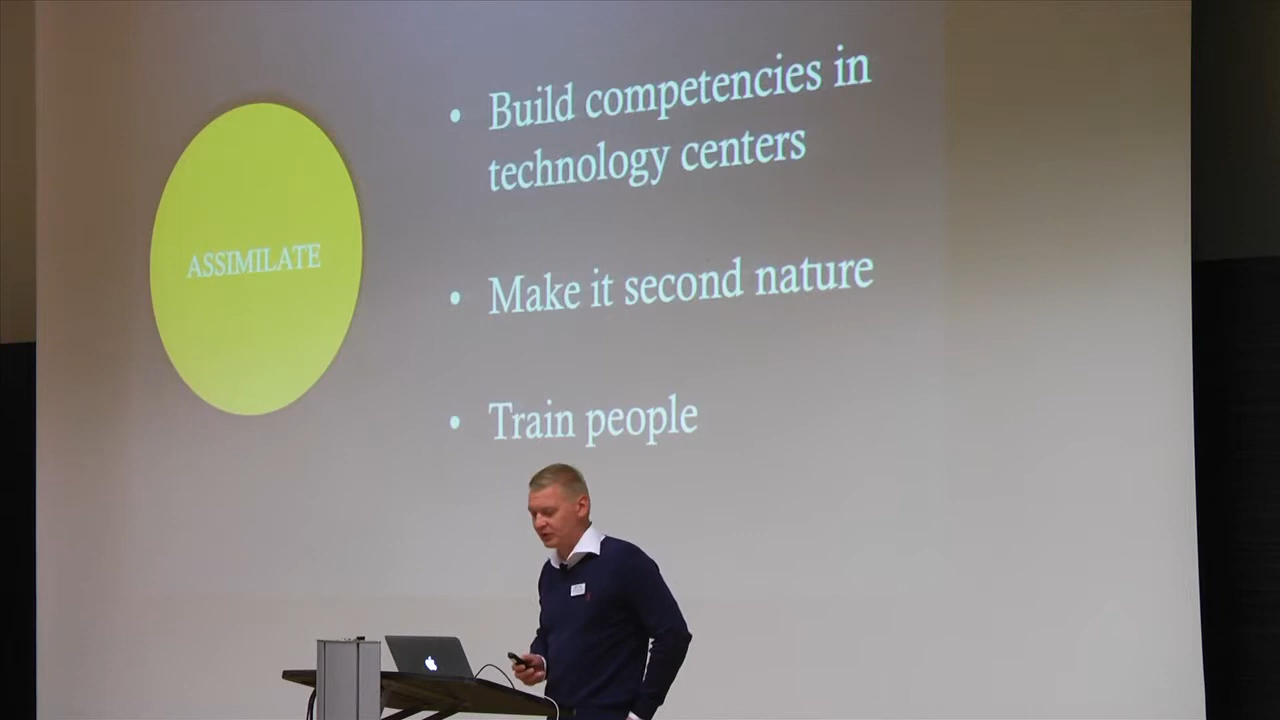 ASSIMILATE
• Build competencies in
technology centers
• Make it second nature
• Train people